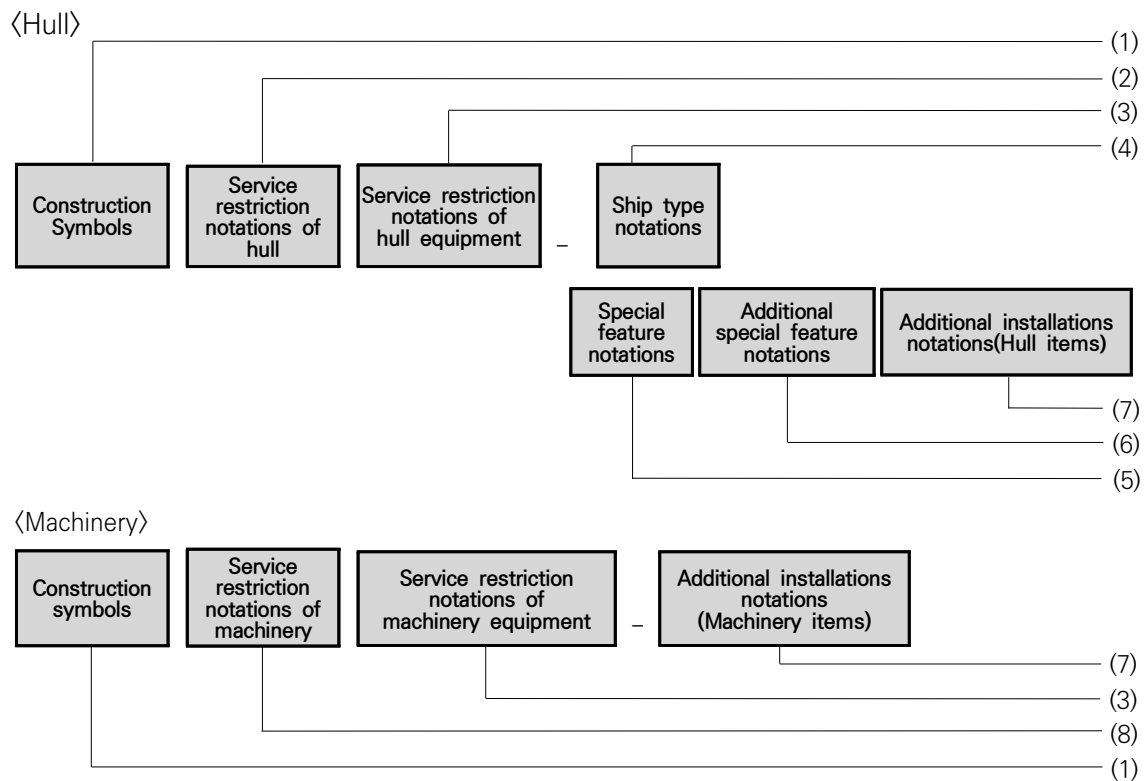 〈Hull〉
(1)
(2)
(3)
(4)
Construction
Symbols
Service
restriction
notations of
hull
Service restriction
notations of
hull equipment
_
Ship type
notations
Special
feature
notations
Additional
special feature
notations
Additional installations
notations(Hull items)
(7)
(6)
(5)
〈Machinery〉
Construction
symbols
Service
restriction
notations of
machinery
Service restriction
notations of
machinery equipment
_
Additional installations
notations
(Machinery items)
(7)
(3)
(8)
(1)